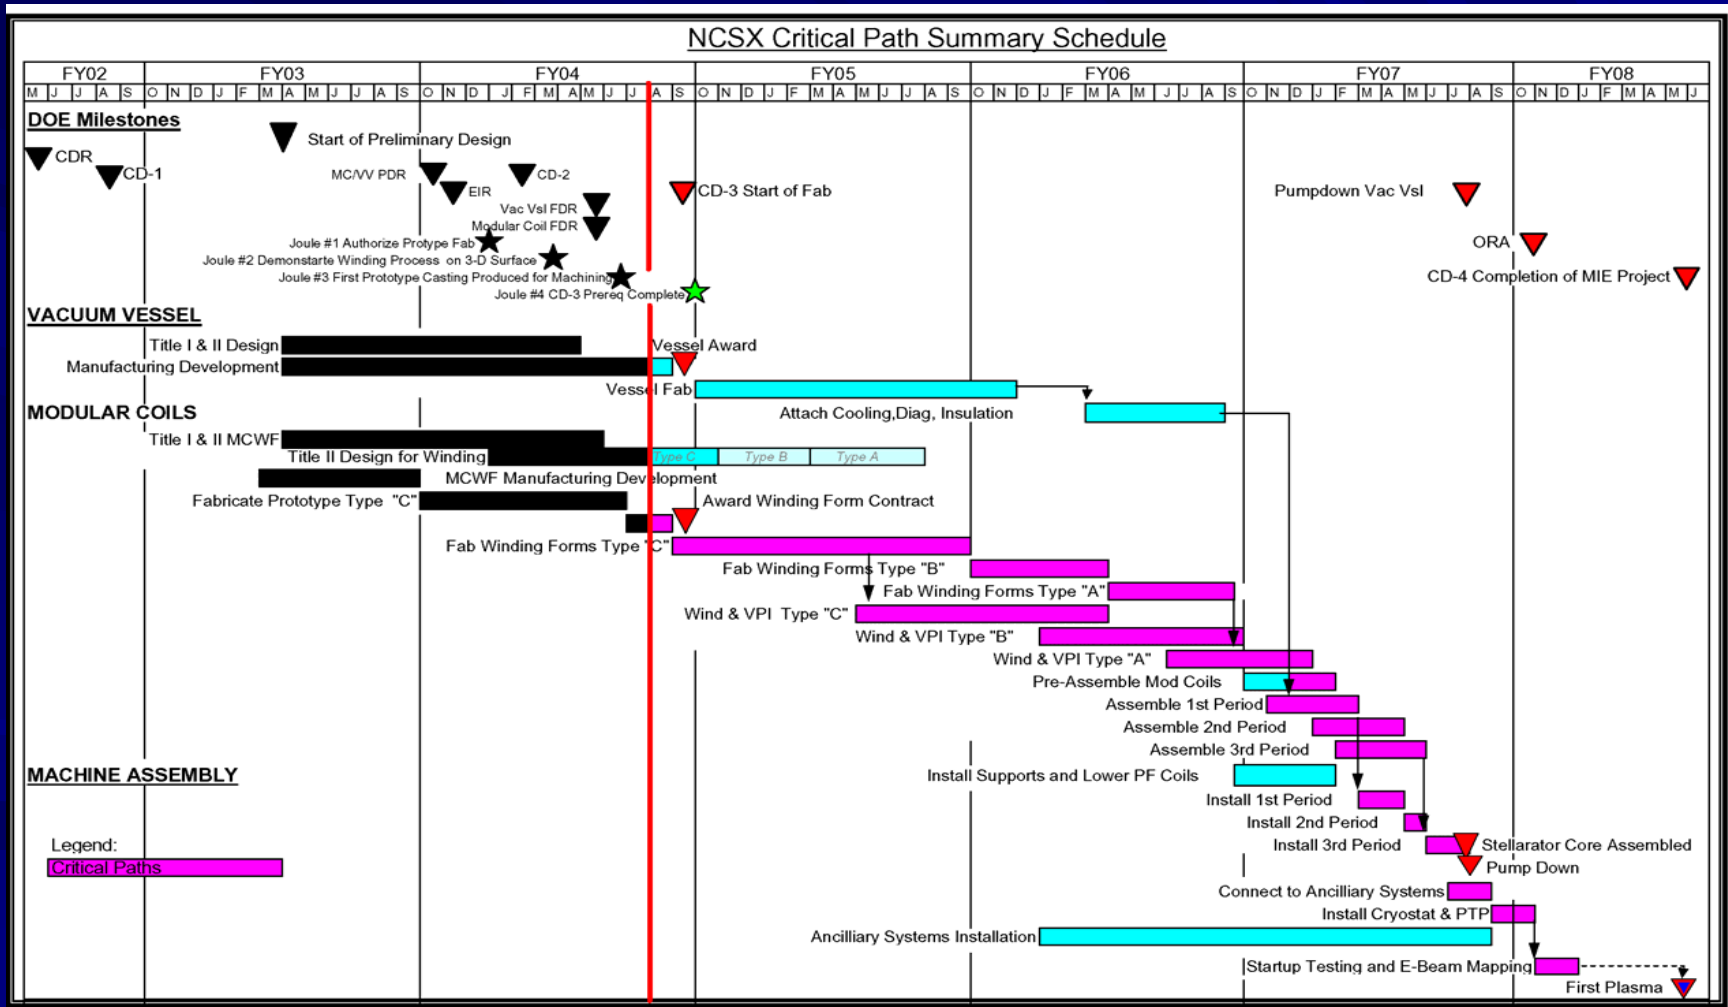 NCSX Critical Path Summary Schedule
FY02 FY03 FY04 FY05 FY06 FY07 FY08
M J J A S O N D J F M A M J J A S O N D J F M A M J J A S O N D J F M A M J J A S O N D J F M A M J J A S O N D J F M A M J J A S O N D J F M A M J
DOE Milestones
Start of Preliminary Design
CDR
CD-1
MC/VV PDR
CD-2
EIR
CD-3 Start of Fab
Pumpdown Vac Vsl
Vac Vsl FDR
Modular Coil FDR
Joule #1 Authorize Protype Fab
ORA
Joule #2 Demonstarte Winding Process on 3-D Surface
Joule #3 First Prototype Casting Produced for Machining
CD-4 Completion of MIE Project
Joule #4 CD-3 Prereq Complete
VACUUM VESSEL
Title I & II Design
Vessel Award
Manufacturing Development
Vessel Fab
MODULAR COILS
Attach Cooling,Diag, Insulation
Title I & II MCWF
Title II Design for Winding
Type C Type B Type A
MCWF Manufacturing Development
Fabricate Prototype Type "C"
Award Winding Form Contract
Fab Winding Forms Type "C"
Fab Winding Forms Type "B"
Fab Winding Forms Type "A"
Wind & VPI Type "C"
Wind & VPI Type "B"
Wind & VPI Type "A"
Pre-Assemble Mod Coils
Assemble 1st Period
Assemble 2nd Period
Assemble 3rd Period
MACHINE ASSEMBLY
Install Supports and Lower PF Coils
Install 1st Period
Install 2nd Period
Legend:
Install 3rd Period
Stellarator Core Assembled
Critical Paths
Pump Down
Connect to Ancilliary Systems
Install Cryostat & PTP
Ancilliary Systems Installation
Startup Testing and E-Beam Mapping
First Plasma